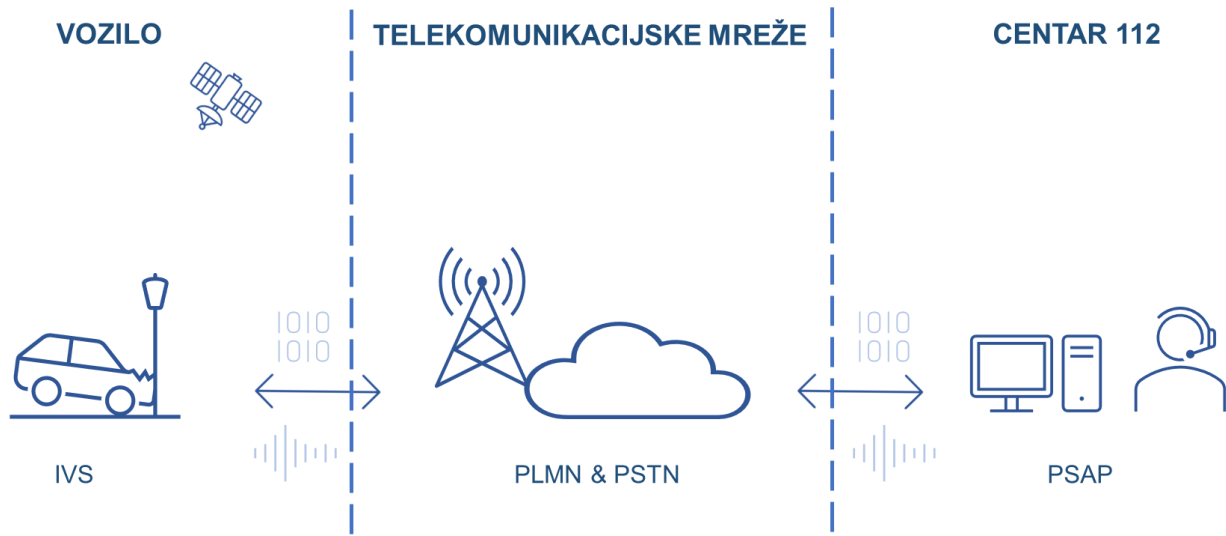 VOZILO
TELEKOMUNIKACIJSKE MREŽE
CENTAR 112
1010
1010
1010
1010
IVS
PLMN & PSTN
PSAP